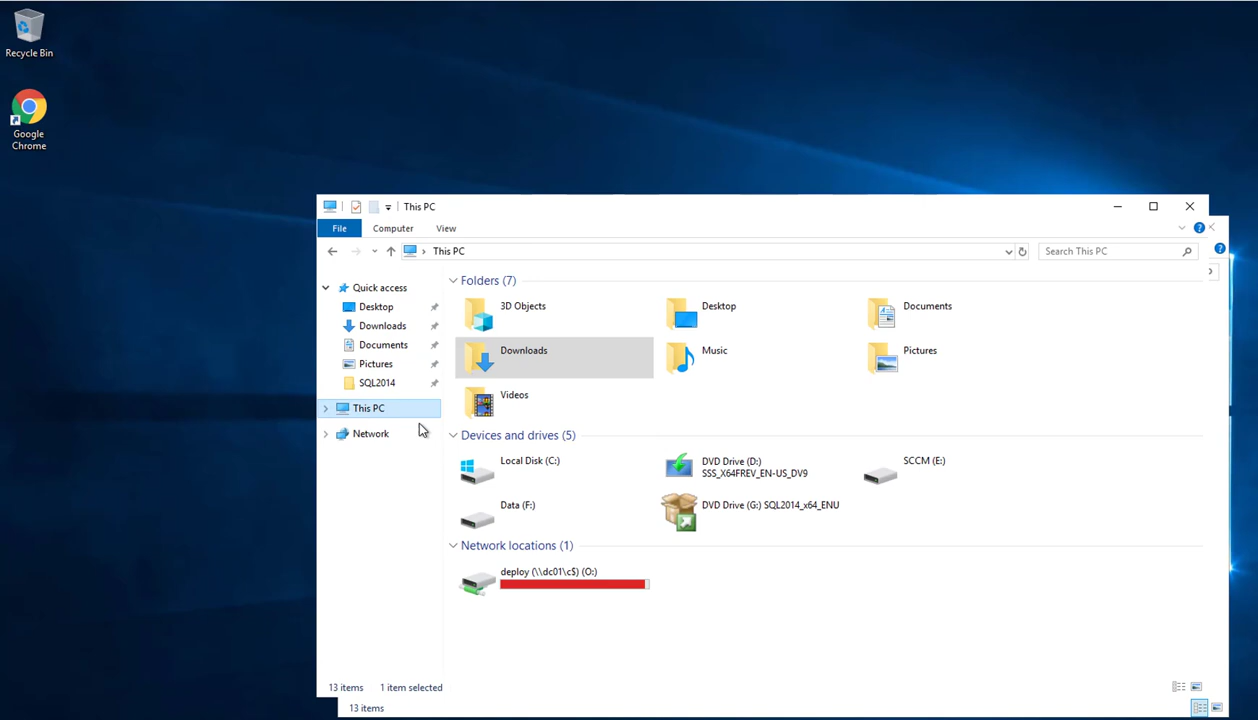 Recycle Bin
Google
Chrome
This PC
File
Computer
View
This PC
Search This PC
Quick access
Desktop
Downloads
Documents
Pictures
SQL2014
This PC
Network
Folders (7)
3D Objects
Desktop
Documents
Downloads
Music
Pictures
Videos
Devices and drives (5)
Local Disk (C:)
DVD Drive (D:)
SSS_X64FREV_EN-US_DV9
SCCM (E:)
Data (F:)
DVD Drive (G:) SQL2014_x64_ENU
Network locations (1)
deploy (\\dc01\c$) (O:)
13 items
1 item selected
13 items